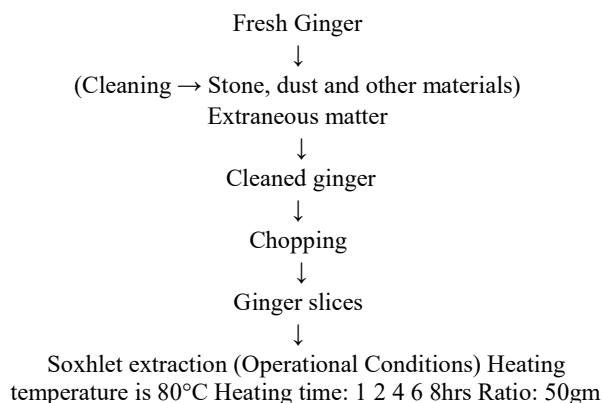 Fresh Ginger
↓
(Cleaning → Stone, dust and other materials)
Extraneous matter
↓
Cleaned ginger
↓
Chopping
↓
Ginger slices
↓
Soxhlet extraction (Operational Conditions) Heating
temperature is 80°C Heating time: 1 2 4 6 8hrs Ratio: 50gm